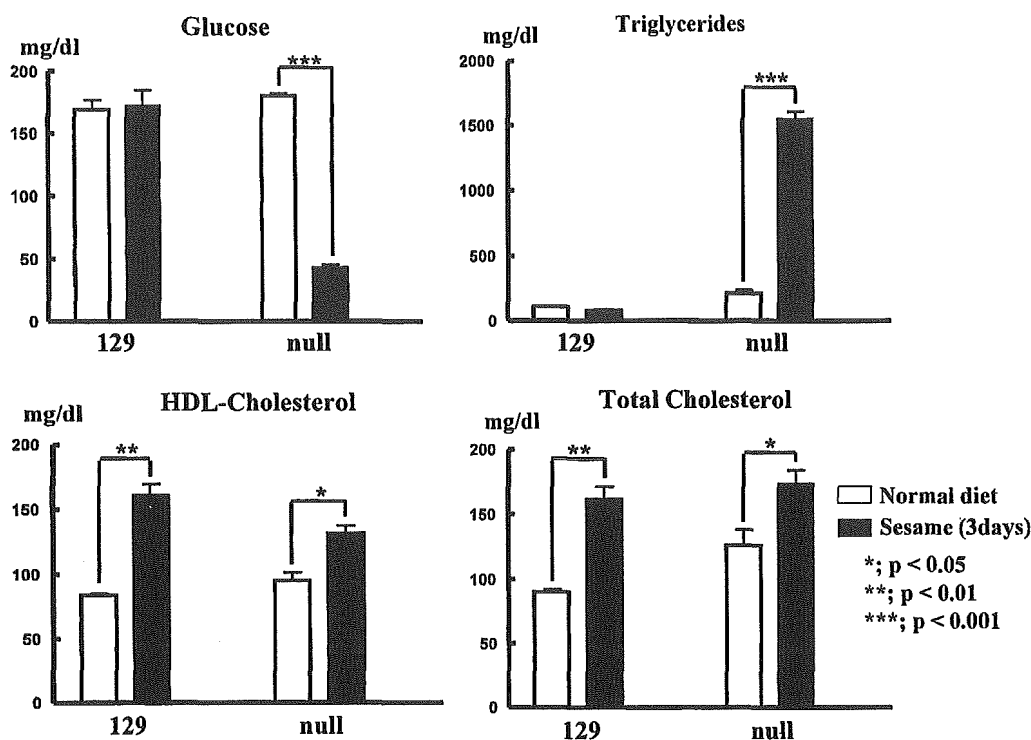 Glucose
mg/dl
200
150
100
50
0
***
129
null
Triglycerides
mg/dl
2000
1500
1000
500
0
***
129
null
HDL-Cholesterol
mg/dl
200
150
100
50
0
**
*
129
null
Total Cholesterol
mg/dl
200
150
100
50
0
**
*
129
null
Normal diet
Sesame (3days)
*; p < 0.05
**; p < 0.01
***; p < 0.001